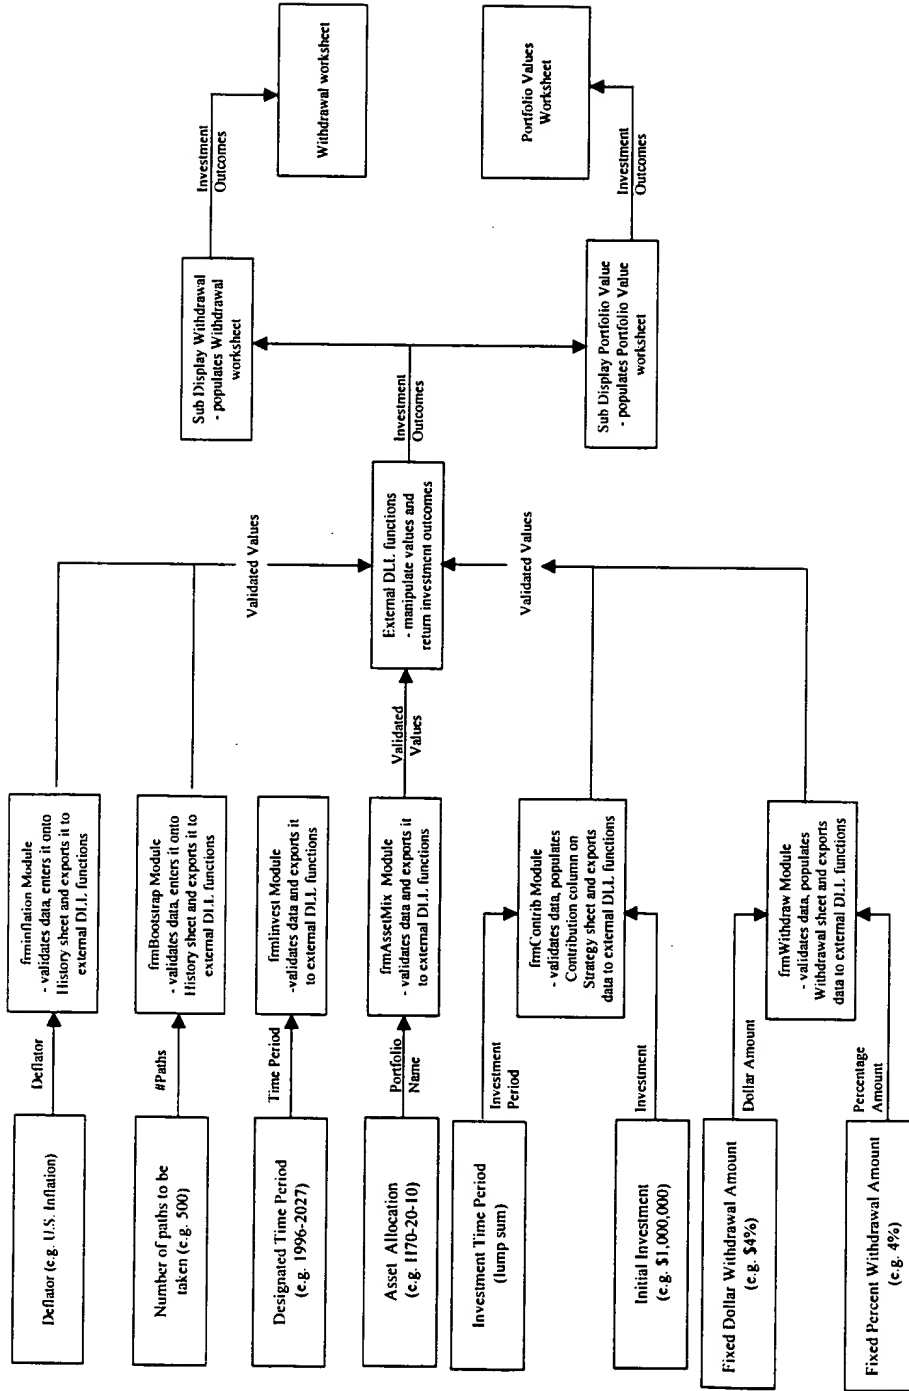 Deflator (e.g. U.S. Inflation)
Deflator
frminflation Module
- validates data, enters it onto
History sheet and exports it to
external DLL functions
Number of paths to be
taken (e.g. 500)
#Paths
frmBootstrap Module
- validates data, enters it onto
History sheet and exports it to
external DLL functions
Designated Time Period
(e.g. 1996-2027)
Time Period
frmIinvest Module
-validates data and exports it
to external DLL functions
Asset Allocation
(e.g. H70-20-10)
Portfolio
Name
frmAssetMix Module
- validates data and exports it
to external DLL functions
Investment Time Period
(lump sum)
Investment
Period
Initial Investment
(e.g. $1,000,000)
Investment
frmContrib Module
- validates data, populates
Contribution column on
Strategy sheet and exports
data to external DLL functions
Fixed Dollar Withdrawal Amount
(e.g. $4%)
Dollar Amount
Fixed Percent Withdrawal Amount
(e.g. 4%)
Percentage
Amount
frmWithdraw Module
- validates data, populates
Withdrawal sheet and exports
data to external DLL functions
Validated Values
Validated
Values
Validated Values
External DLL functions
- manipulate values and
return investment outcomes
Investment
Outcomes
Sub Display Withdrawal
- populates Withdrawal
worksheet
Investment
Outcomes
Withdrawal worksheet
Sub Display Portfolio Value
- populates Portfolio Value
worksheet
Investment
Outcomes
Portfolio Values
Worksheet